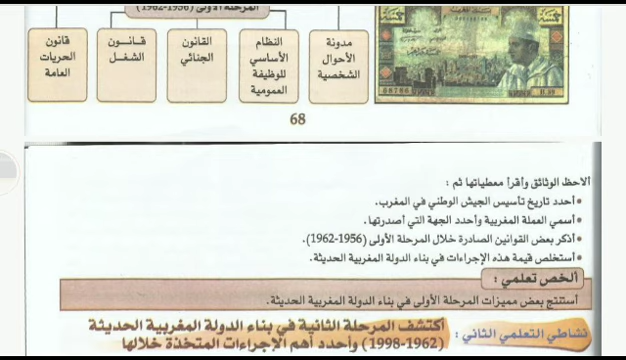 المرحلة الأولى (1956-1962)
مدونة الأحوال الشخصية
النظام الأساسي للوظيفة العمومية
القانون الجنائي
قانون الشغل
قانون الحريات العامة
68
ألاحظ الوثائق وأقرأ معطياتها ثم :
• أحدد تاريخ تأسيس الجيش الوطني في المغرب.
• أسمي العملة المغربية وأحدد الجهة التي أصدرتها.
• أذكر بعض القوانين الصادرة خلال المرحلة الأولى (1956-1962).
• أستخلص قيمة هذه الإجراءات في بناء الدولة المغربية الحديثة.
ألخص تعلمي :
أستنتج بعض مميزات المرحلة الأولى في بناء الدولة المغربية الحديثة.
نشاطي التعلمي الثاني : أكتشف المرحلة الثانية في بناء الدولة المغربية الحديثة
(1962-1998) وأحدد أهم الإجراءات المتخذة خلالها